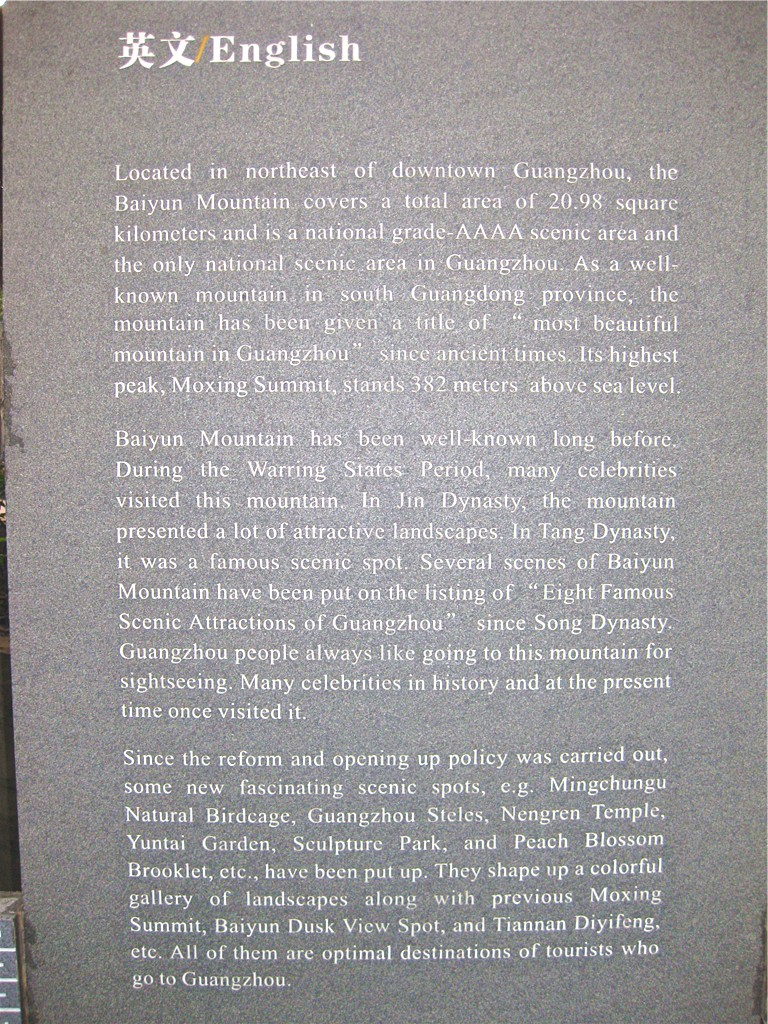 英文/English
Located in northeast of downtown Guangzhou, the
Baiyun Mountain covers a total area of 20.98 square
kilometers and is a national grade-AAAA scenic area and
the only national scenic area in Guangzhou. As a well-
known mountain in south Guangdong province, the
mountain has been given a title of “ most beautiful
mountain in Guangzhou” since ancient times. Its highest
peak, Moxing Summit, stands 382 meters above sea level.
Baiyun Mountain has been well-known long before.
During the Warring States Period, many celebrities
visited this mountain. In Jin Dynasty, the mountain
presented a lot of attractive landscapes. In Tang Dynasty,
it was a famous scenic spot. Several scenes of Baiyun
Mountain have been put on the listing of “Eight Famous
Scenic Attractions of Guangzhou” since Song Dynasty.
Guangzhou people always like going to this mountain for
sightseeing. Many celebrities in history and at the present
time once visited it.
Since the reform and opening up policy was carried out,
some new fascinating scenic spots, e.g. Mingchungu
Natural Birdcage, Guangzhou Steles, Nengren Temple,
Yuntai Garden, Sculpture Park, and Peach Blossom
Brooklet, etc., have been put up. They shape up a colorful
gallery of landscapes along with previous Moxing
Summit, Baiyun Dusk View Spot, and Tiannan Diyifeng,
etc. All of them are optimal destinations of tourists who
go to Guangzhou.